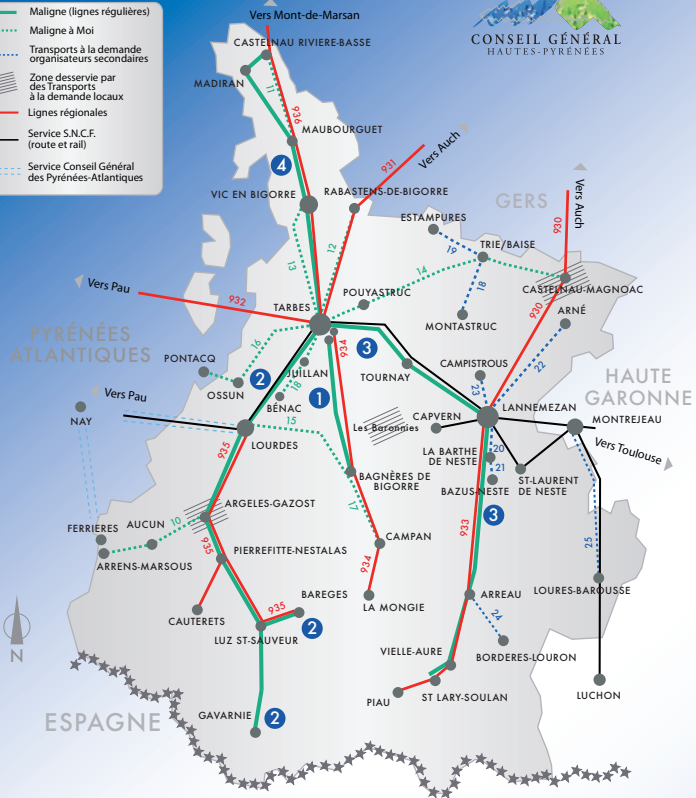 Maligne (lignes régulières)
Maligne à Moi
Transports à la demande
organisateurs secondaires
Zone desservie par
des Transports
à la demande locaux
Lignes régionales
Service S.N.C.F.
(route et rail)
Service Conseil Général
des Pyrénées-Atlantiques
CONSEIL GÉNÉRAL
HAUTES-PYRÉNÉES
Vers Mont-de-Marsan
CASTELNAU RIVIERE-BASSE
MADIRAN
11
936
MAUBOURGUET
4
931
Vers Auch
VIC EN BIGORRE
RABASTENS-DE-BIGORRE
GERS
Vers Auch
930
ESTAMPURES
19
TRIE/BAISE
12
13
14
18
CASTELNAU-MAGNOAC
Vers Pau
932
POUYASTRUC
TARBES
MONTASTRUC
930
ARNÉ
PYRÉNÉES
ATLANTIQUES
16
934
3
PONTACQ
OSSUN
2
JUILLAN
18
BÉNAC
1
TOURNAY
CAMPISTROUS
23
22
HAUTE
GARONNE
Vers Pau
NAY
LOURDES
15
Les Baronnies
CAPVERN
LANNEMEZAN
MONTREJEAU
Vers Toulouse
935
LA BARTHE
DE NESTE
20
21
BAZUS-NESTE
ST-LAURENT
DE NESTE
BAGNÈRES DE
BIGORRE
17
ARGELES-GAZOST
3
FERRIERES
AUCUN
10
ARRENS-MARSOUS
935
PIERREFITTE-NESTALAS
CAMPAN
933
25
934
LA MONGIE
ARREAU
LOURES-BAROUSSE
CAUTERETS
935
BAREGES
2
LUZ ST-SAUVEUR
24
BORDERES-LOURON
VIELLE-AURE
PIAU
ST LARY-SOULAN
LUCHON
N
ESPAGNE
GAVARNIE
2